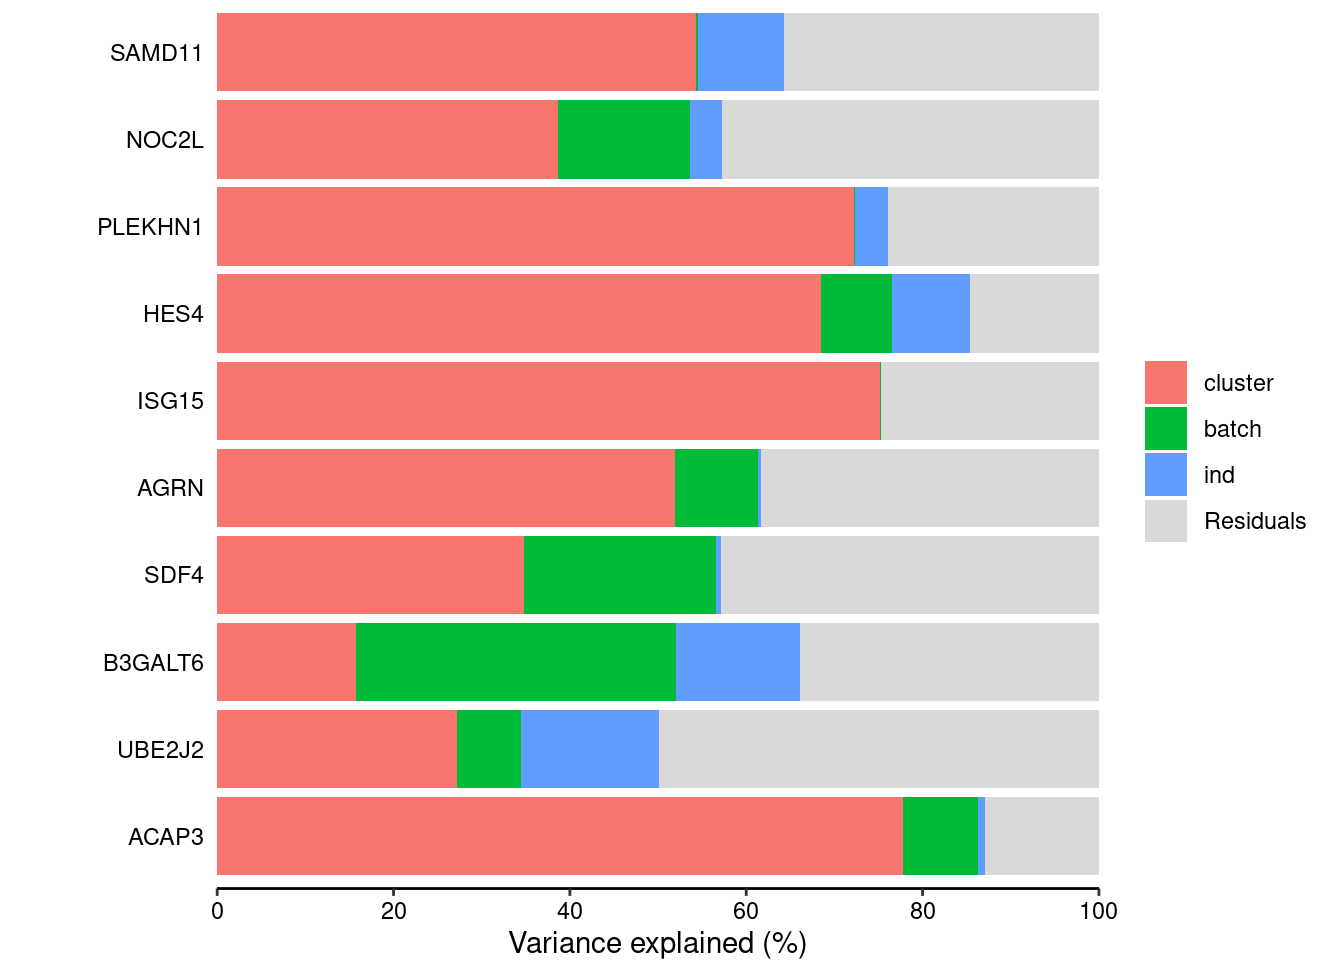 SAMD11
NOC2L
PLEKHN1
HES4
ISG15
AGRN
SDF4
B3GALT6
UBE2J2
ACAP3
0 20 40 60 80 100
Variance explained (%)
cluster
batch
ind
Residuals